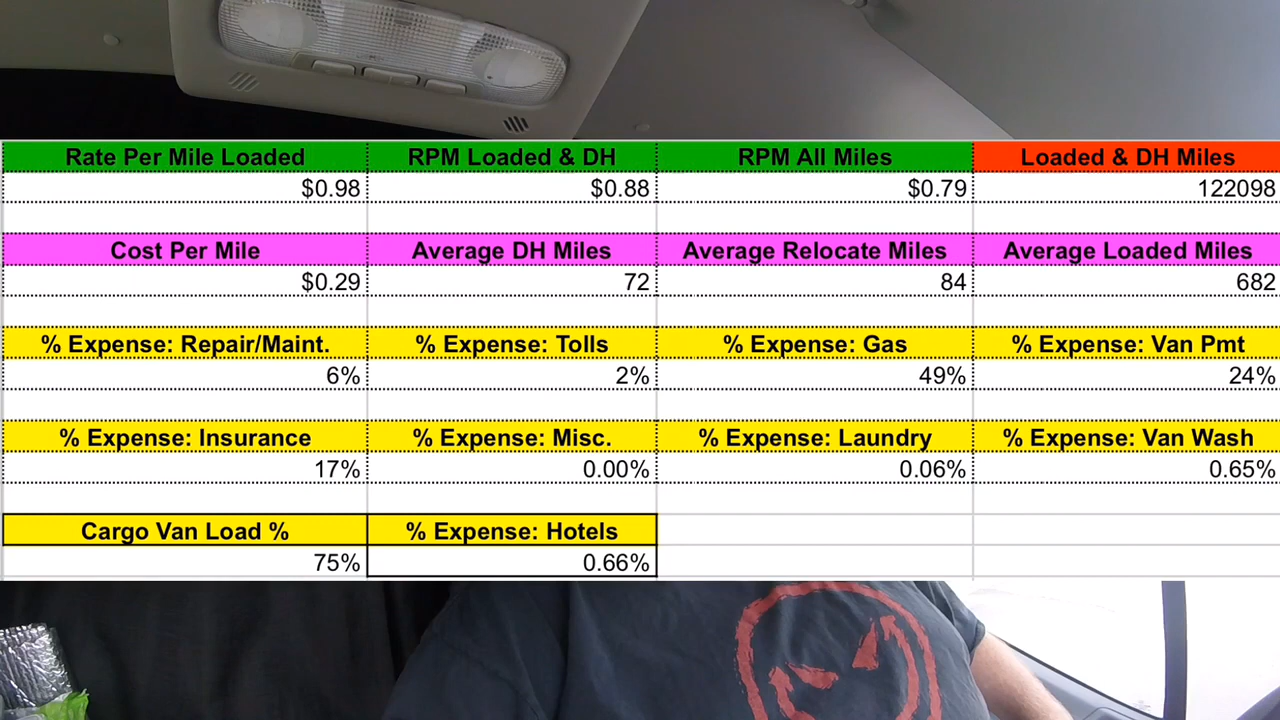 Rate Per Mile Loaded RPM Loaded & DH RPM All Miles Loaded & DH Miles
$0.98 $0.88 $0.79 122098
Cost Per Mile Average DH Miles Average Relocate Miles Average Loaded Miles
$0.29 72 84 682
% Expense: Repair/Maint. % Expense: Tolls % Expense: Gas % Expense: Van Pmt
6% 2% 49% 24%
% Expense: Insurance % Expense: Misc. % Expense: Laundry % Expense: Van Wash
17% 0.00% 0.06% 0.65%
Cargo Van Load % % Expense: Hotels
75% 0.66%